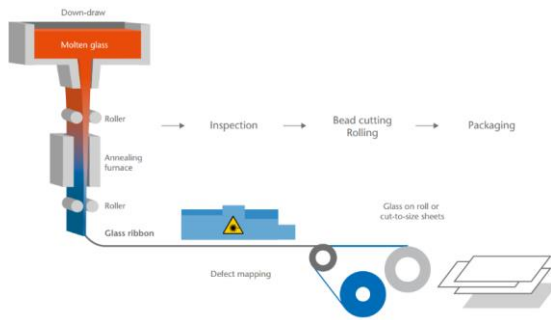 Down-draw
Molten glass
Roller
Annealing
furnace
Roller
Glass ribbon
Inspection
Bead cutting
Rolling
Packaging
Defect mapping
Glass on roll or
cut-to-size sheets